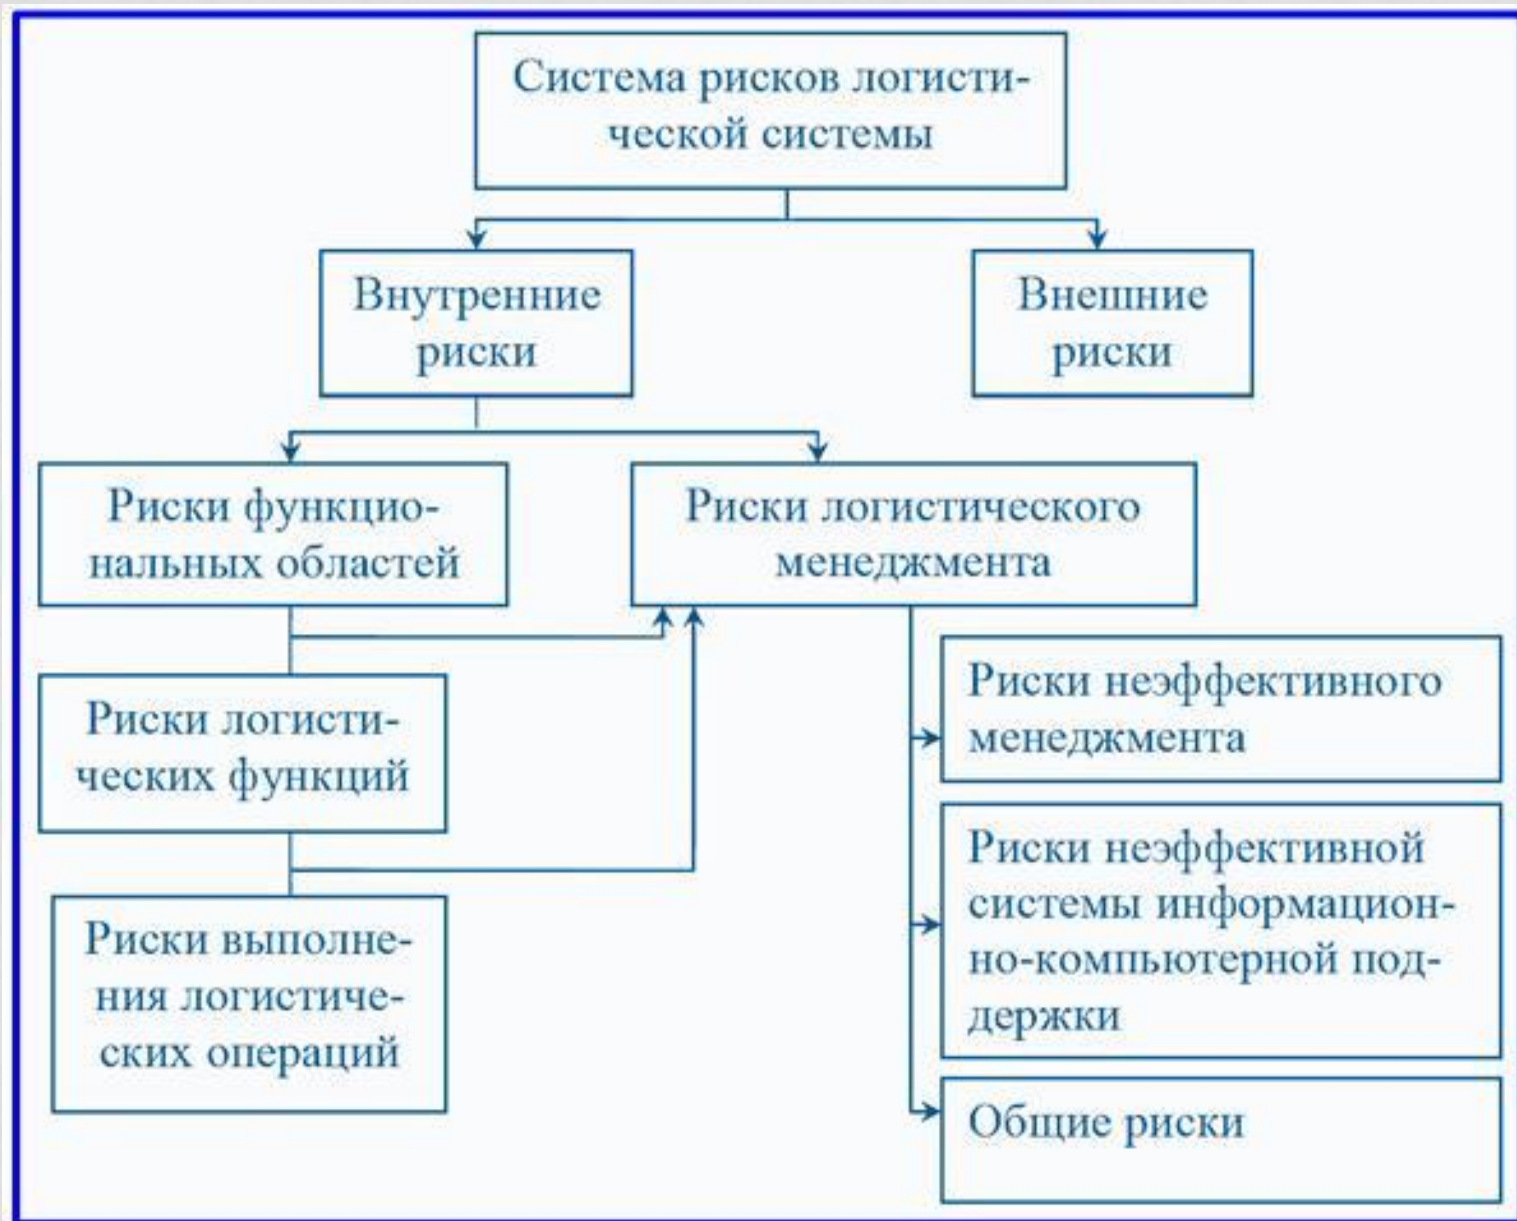 Система рисков логисти-
ческой системы
Внутренние
риски
Внешние
риски
Риски функцио-
нальных областей
Риски логистического
менеджмента
Риски логисти-
ческих функций
Риски неэффективного
менеджмента
Риски выполне-
ния логистиче-
ских операций
Риски неэффективной
системы информацион-
но-компьютерной под-
держки
Общие риски